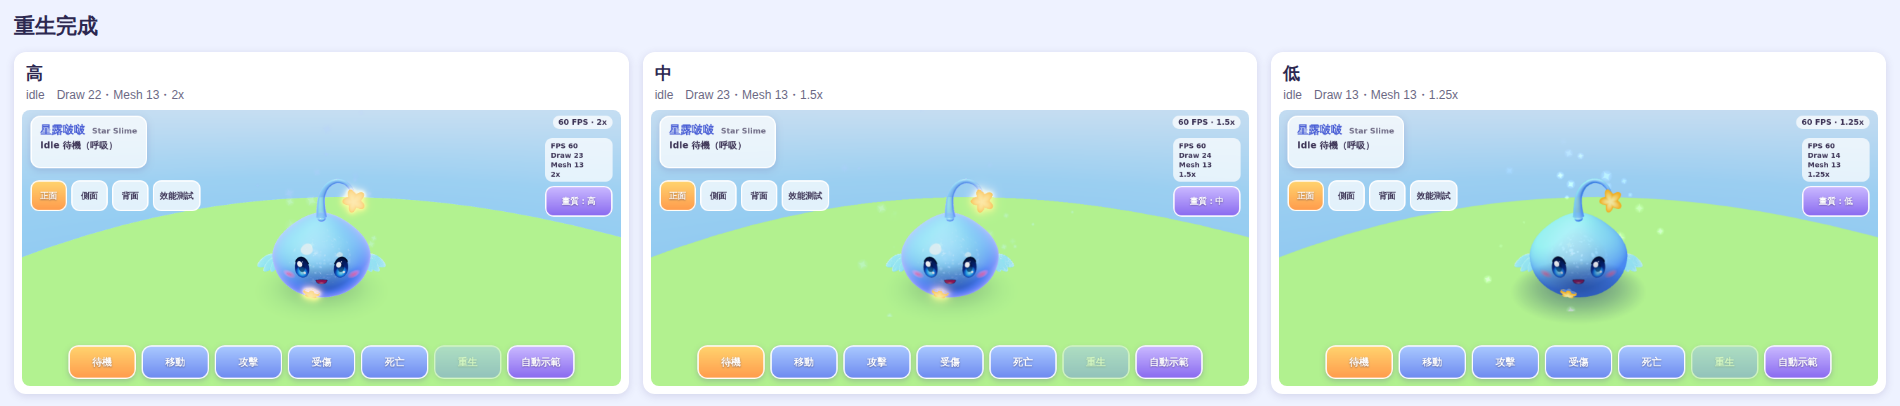 重生完成
高
idle Draw 22・Mesh 13・2x
星露啵啵 Star Slime
Idle 待機（呼吸）
60 FPS · 2x
FPS 60
Draw 23
Mesh 13
2x
正面 側面 背面 效能測試
畫質：高
待機 移動 攻擊 受傷 死亡 重生 自動示範
中
idle Draw 23・Mesh 13・1.5x
星露啵啵 Star Slime
Idle 待機（呼吸）
60 FPS · 1.5x
FPS 60
Draw 24
Mesh 13
1.5x
正面 側面 背面 效能測試
畫質：中
待機 移動 攻擊 受傷 死亡 重生 自動示範
低
idle Draw 13・Mesh 13・1.25x
星露啵啵 Star Slime
Idle 待機（呼吸）
60 FPS · 1.25x
FPS 60
Draw 14
Mesh 13
1.25x
正面 側面 背面 效能測試
畫質：低
待機 移動 攻擊 受傷 死亡 重生 自動示範